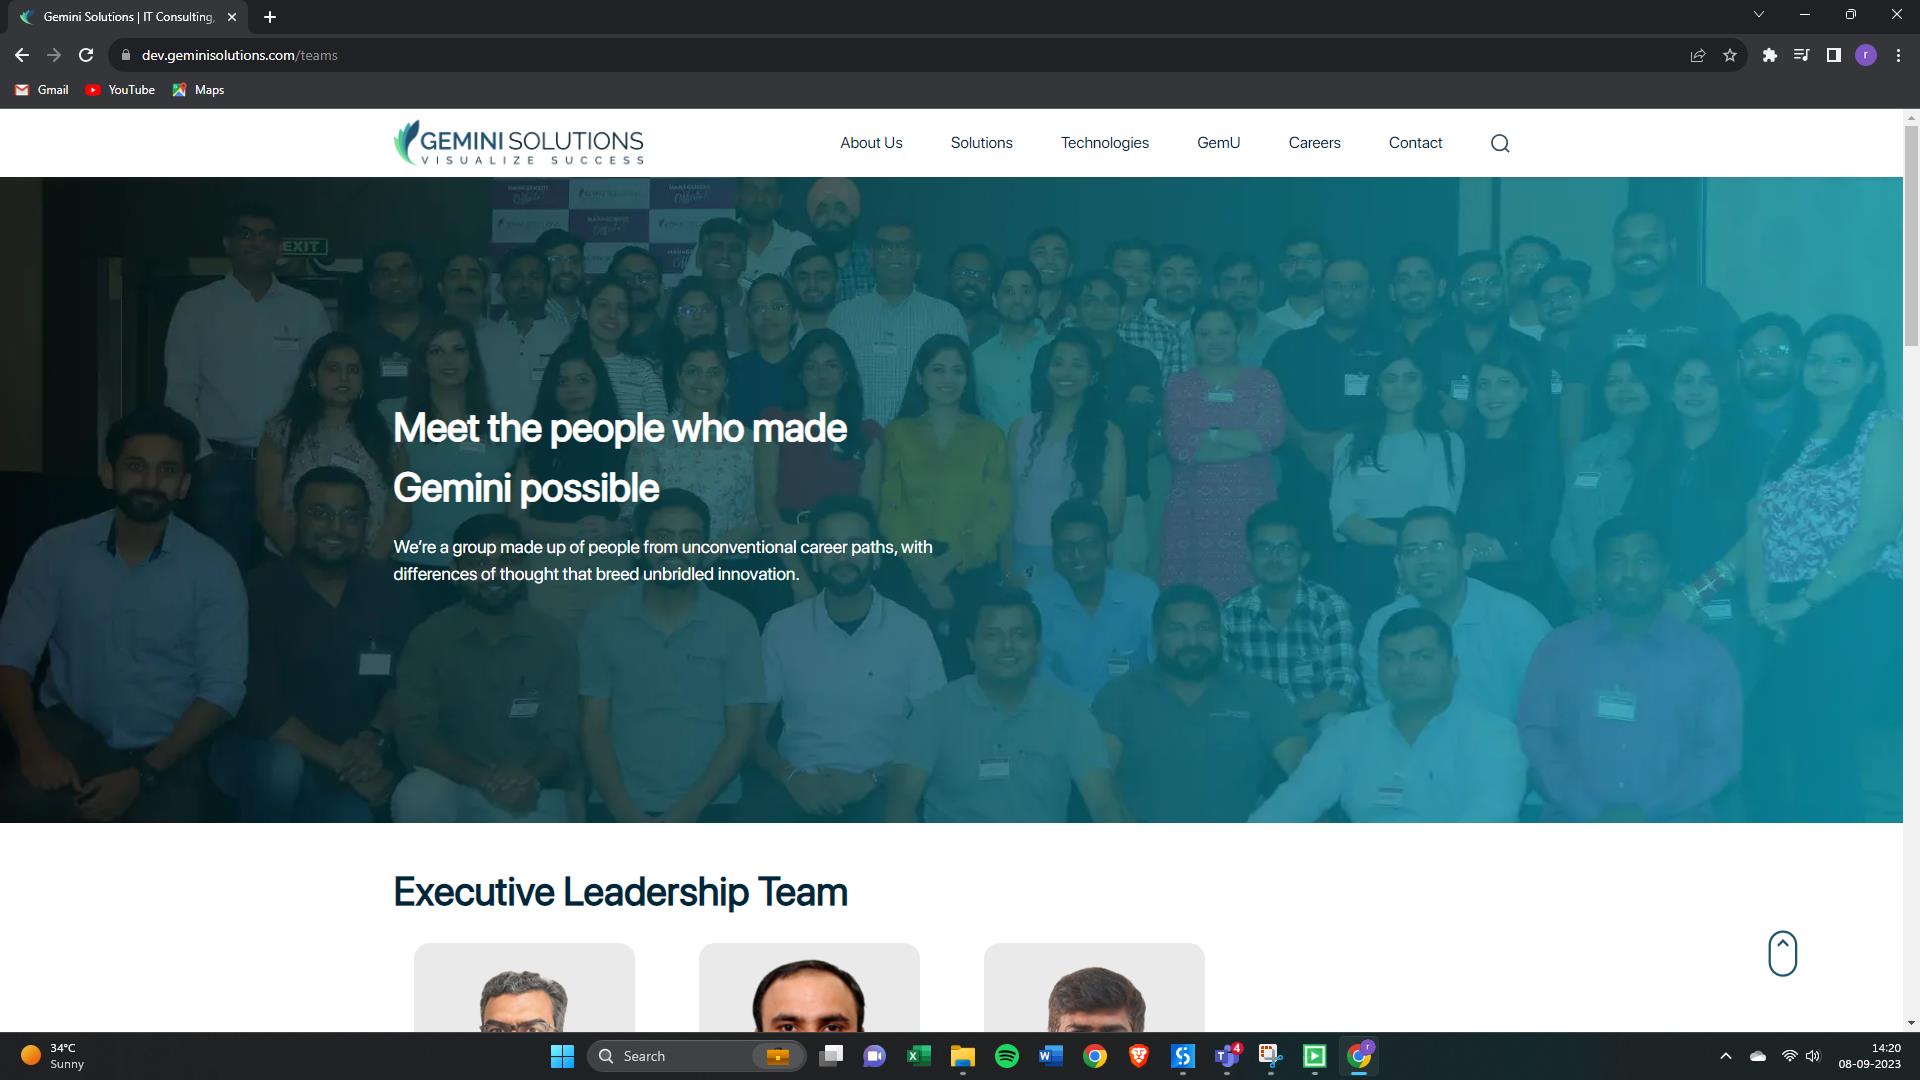 Gemini Solutions | IT Consulting,
dev.geminisolutions.com/teams
r
Gmail
YouTube
Maps
GEMINI SOLUTIONS
VISUALIZE SUCCESS
About Us
Solutions
Technologies
GemU
Careers
Contact
EXIT
Meet the people who made
Gemini possible
We're a group made up of people from unconventional career paths, with
differences of thought that breed unbridled innovation.
Executive Leadership Team
34°C
Sunny
Search
4
14:20
08-09-2023